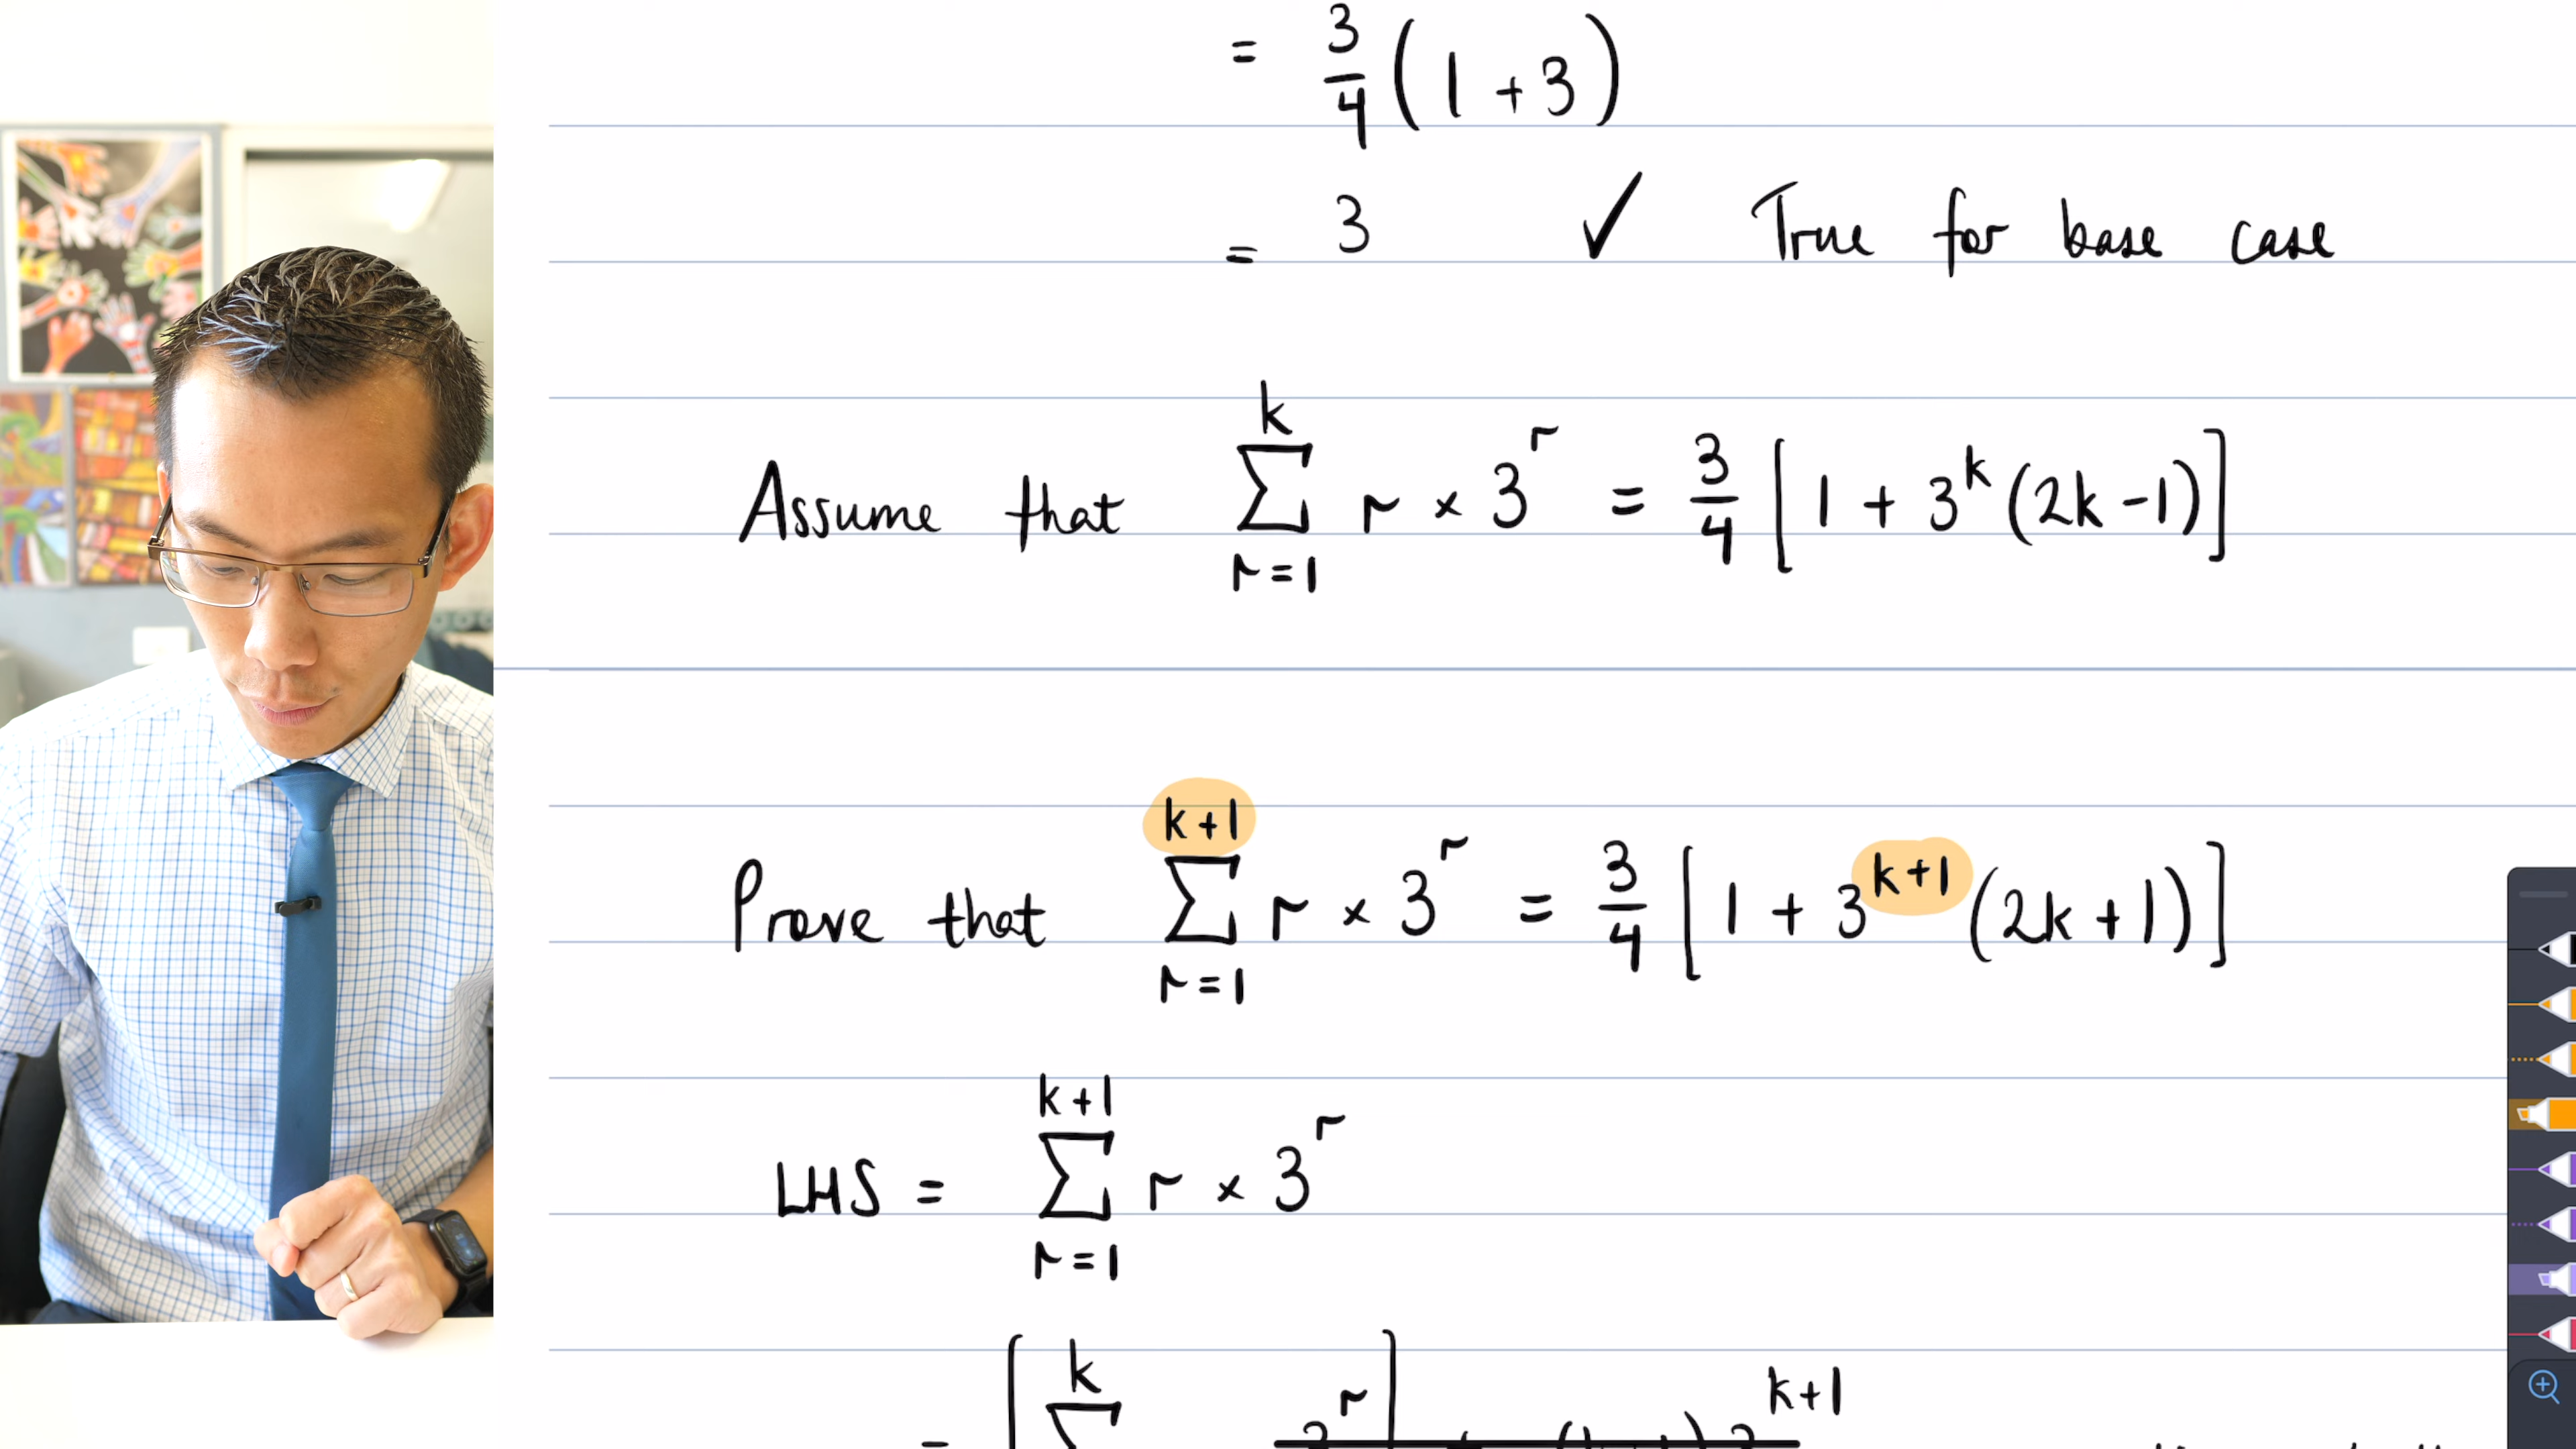 = 3/4 ( 1 + 3 )
= 3 ✓ True for base case
Assume that ∑_{r=1}^{k} r × 3^r = 3/4 [ 1 + 3^k (2k -1) ]
Prove that ∑_{r=1}^{k+1} r × 3^r = 3/4 [ 1 + 3^{k+1} (2k + 1) ]
LHS = ∑_{r=1}^{k+1} r × 3^r